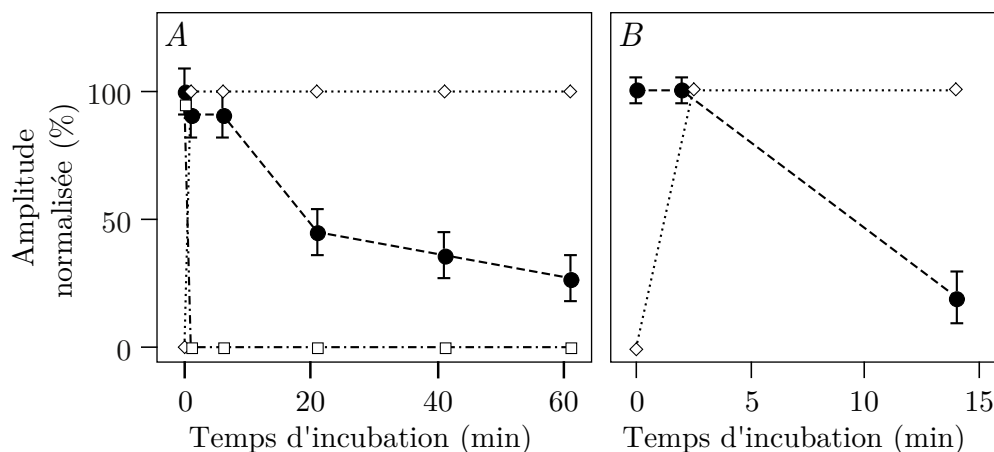 A
B
100
50
0
Amplitude
normalisée (%)
0 20 40 60
0 5 10 15
Temps d'incubation (min)
Temps d'incubation (min)